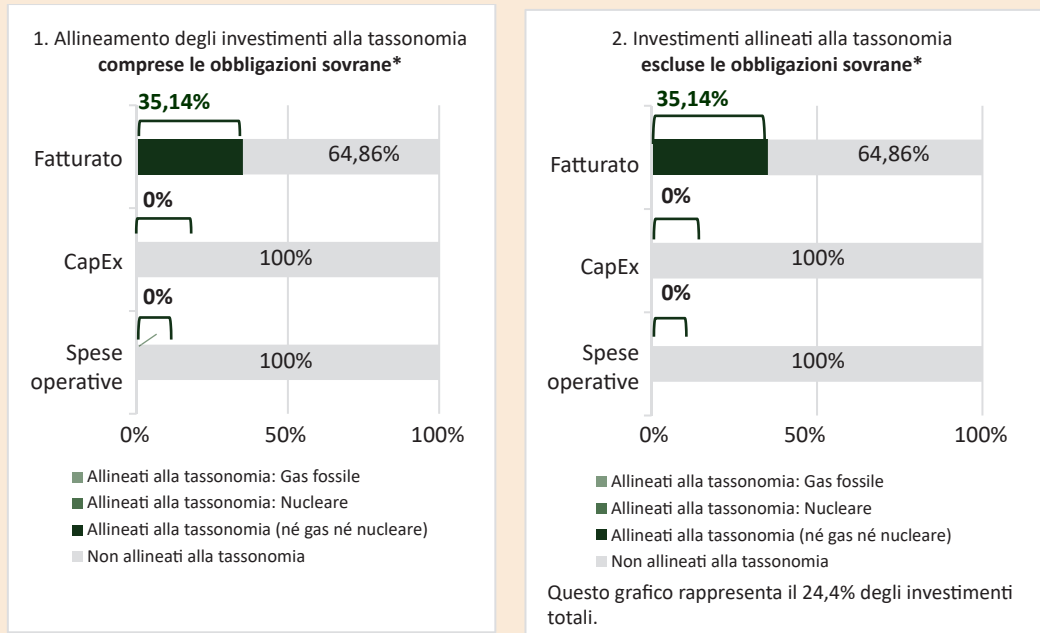 1. Allineamento degli investimenti alla tassonomia
comprese le obbligazioni sovrane*
35,14%
Fatturato
64,86%
0%
CapEx
100%
0%
Spese
operative
100%
0%
50%
100%
Allineati alla tassonomia: Gas fossile
Allineati alla tassonomia: Nucleare
Allineati alla tassonomia (né gas né nucleare)
Non allineati alla tassonomia
2. Investimenti allineati alla tassonomia
escluse le obbligazioni sovrane*
35,14%
Fatturato
64,86%
0%
CapEx
100%
0%
Spese
operative
100%
0%
50%
100%
Allineati alla tassonomia: Gas fossile
Allineati alla tassonomia: Nucleare
Allineati alla tassonomia (né gas né nucleare)
Non allineati alla tassonomia
Questo grafico rappresenta il 24,4% degli investimenti
totali.